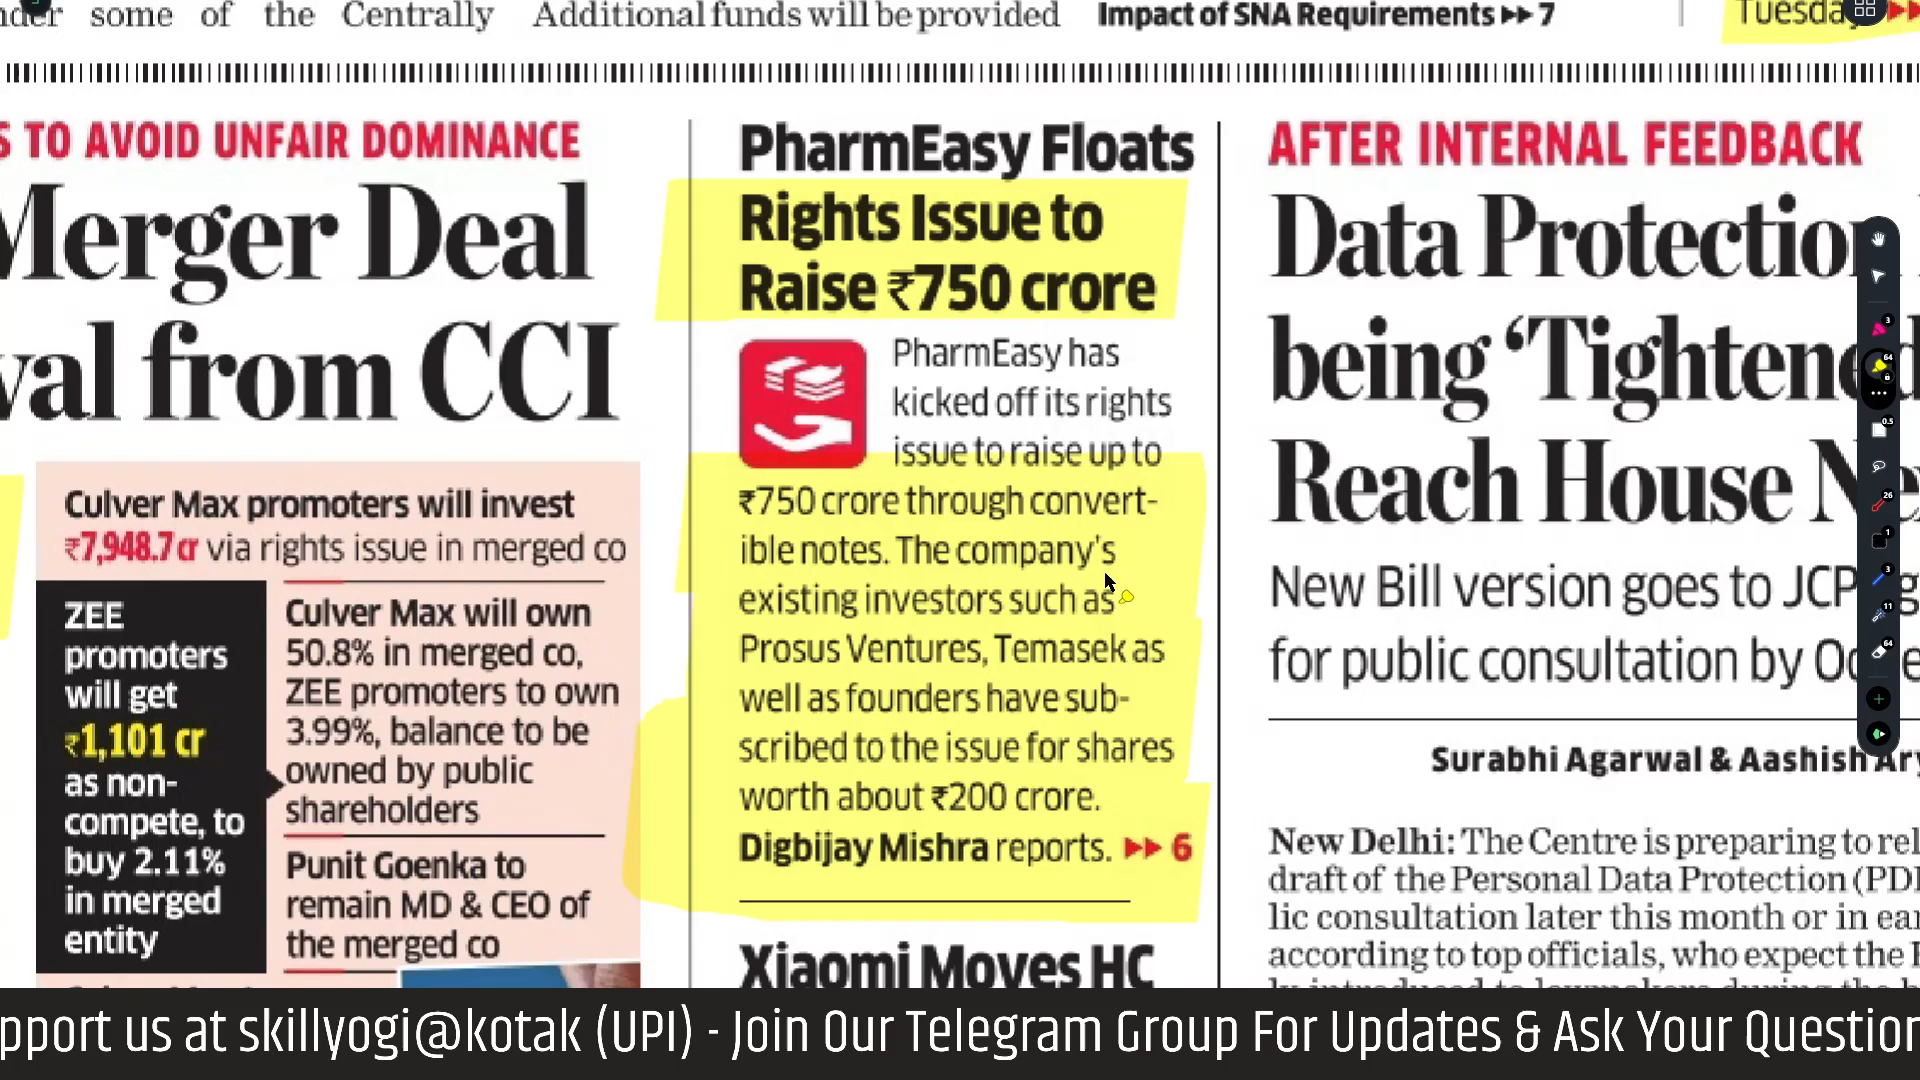 some of the Centrally
Additional funds will be provided
Impact of SNA Requirements 7
TO AVOID UNFAIR DOMINANCE
Merger Deal
from CCI
Culver Max promoters will invest
₹7,948.7 cr via rights issue in merged co
ZEE
promoters
will get
₹1,101 cr
as non-
compete, to
buy 2.11%
in merged
entity
Culver Max will own
50.8% in merged co,
ZEE promoters to own
3.99%, balance to be
owned by public
shareholders
Punit Goenka to
remain MD & CEO of
the merged co
PharmEasy Floats
Rights Issue to
Raise ₹750 crore
PharmEasy has
kicked off its rights
issue to raise up to
₹750 crore through convert-
ible notes. The company's
existing investors such as
Prosus Ventures, Temasek as
well as founders have sub-
scribed to the issue for shares
worth about ₹200 crore.
Digbijay Mishra reports. 6
Xiaomi Moves HC
AFTER INTERNAL FEEDBACK
Data Protection
being ‘Tightened
Reach House
New Bill version goes to JCP
for public consultation by
Surabhi Agarwal & Aashish
New Delhi: The Centre is preparing to
draft of the Personal Data Protection
lic consultation later this month or in
according to top officials, who expect the
pport us at skillyogi@kotak (UPI) - Join Our Telegram Group For Updates & Ask Your Question